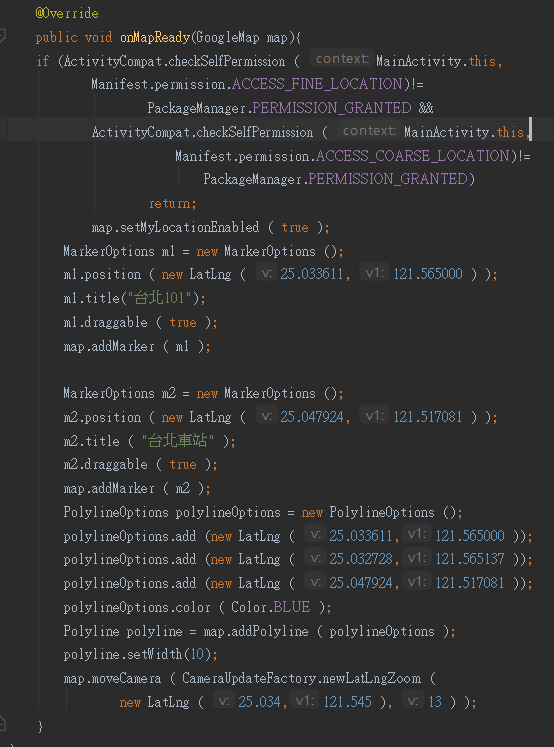 @Override
public void onMapReady(GoogleMap map){
if (ActivityCompat.checkSelfPermission ( context: MainActivity.this,
Manifest.permission.ACCESS_FINE_LOCATION)!=
PackageManager.PERMISSION_GRANTED &&
ActivityCompat.checkSelfPermission ( context: MainActivity.this,
Manifest.permission.ACCESS_COARSE_LOCATION)!=
PackageManager.PERMISSION_GRANTED)
return;
map.setMyLocationEnabled ( true );
MarkerOptions m1 = new MarkerOptions ();
m1.position ( new LatLng ( v: 25.033611, v1: 121.565000 ) );
m1.title("台北101");
m1.draggable ( true );
map.addMarker ( m1 );
MarkerOptions m2 = new MarkerOptions ();
m2.position ( new LatLng ( v: 25.047924, v1: 121.517081 ) );
m2.title ( "台北車站" );
m2.draggable ( true );
map.addMarker ( m2 );
PolylineOptions polylineOptions = new PolylineOptions ();
polylineOptions.add (new LatLng ( v: 25.033611, v1: 121.565000 ));
polylineOptions.add (new LatLng ( v: 25.032728, v1: 121.565137 ));
polylineOptions.add (new LatLng ( v: 25.047924, v1: 121.517081 ));
polylineOptions.color ( Color.BLUE );
Polyline polyline = map.addPolyline ( polylineOptions );
polyline.setWidth(10);
map.moveCamera ( CameraUpdateFactory.newLatLngZoom (
new LatLng ( v: 25.034, v1: 121.545 ), v: 13 ) );
}